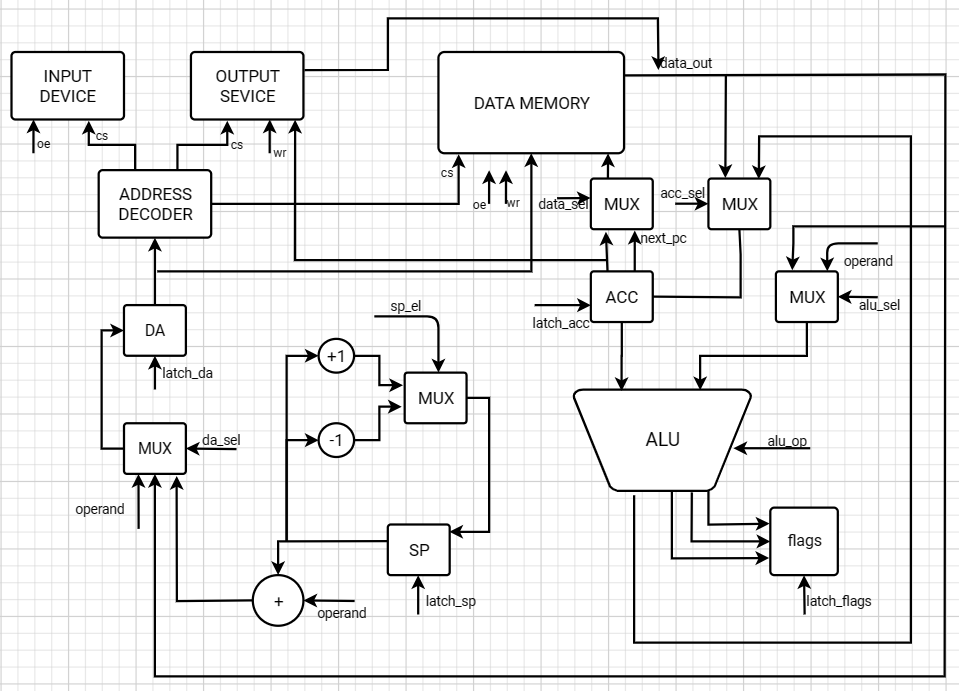 data_out
INPUT
DEVICE
OUTPUT
SEVICE
DATA MEMORY
oe
cs
cs
wr
cs
oe
wr
ADDRESS
DECODER
data_sel
MUX
acc_sel
MUX
next_pc
operand
ACC
latch_acc
MUX
alu_sel
sp_el
DA
latch_da
+1
MUX
-1
MUX
da_sel
ALU
alu_op
operand
SP
flags
+
operand
latch_sp
latch_flags